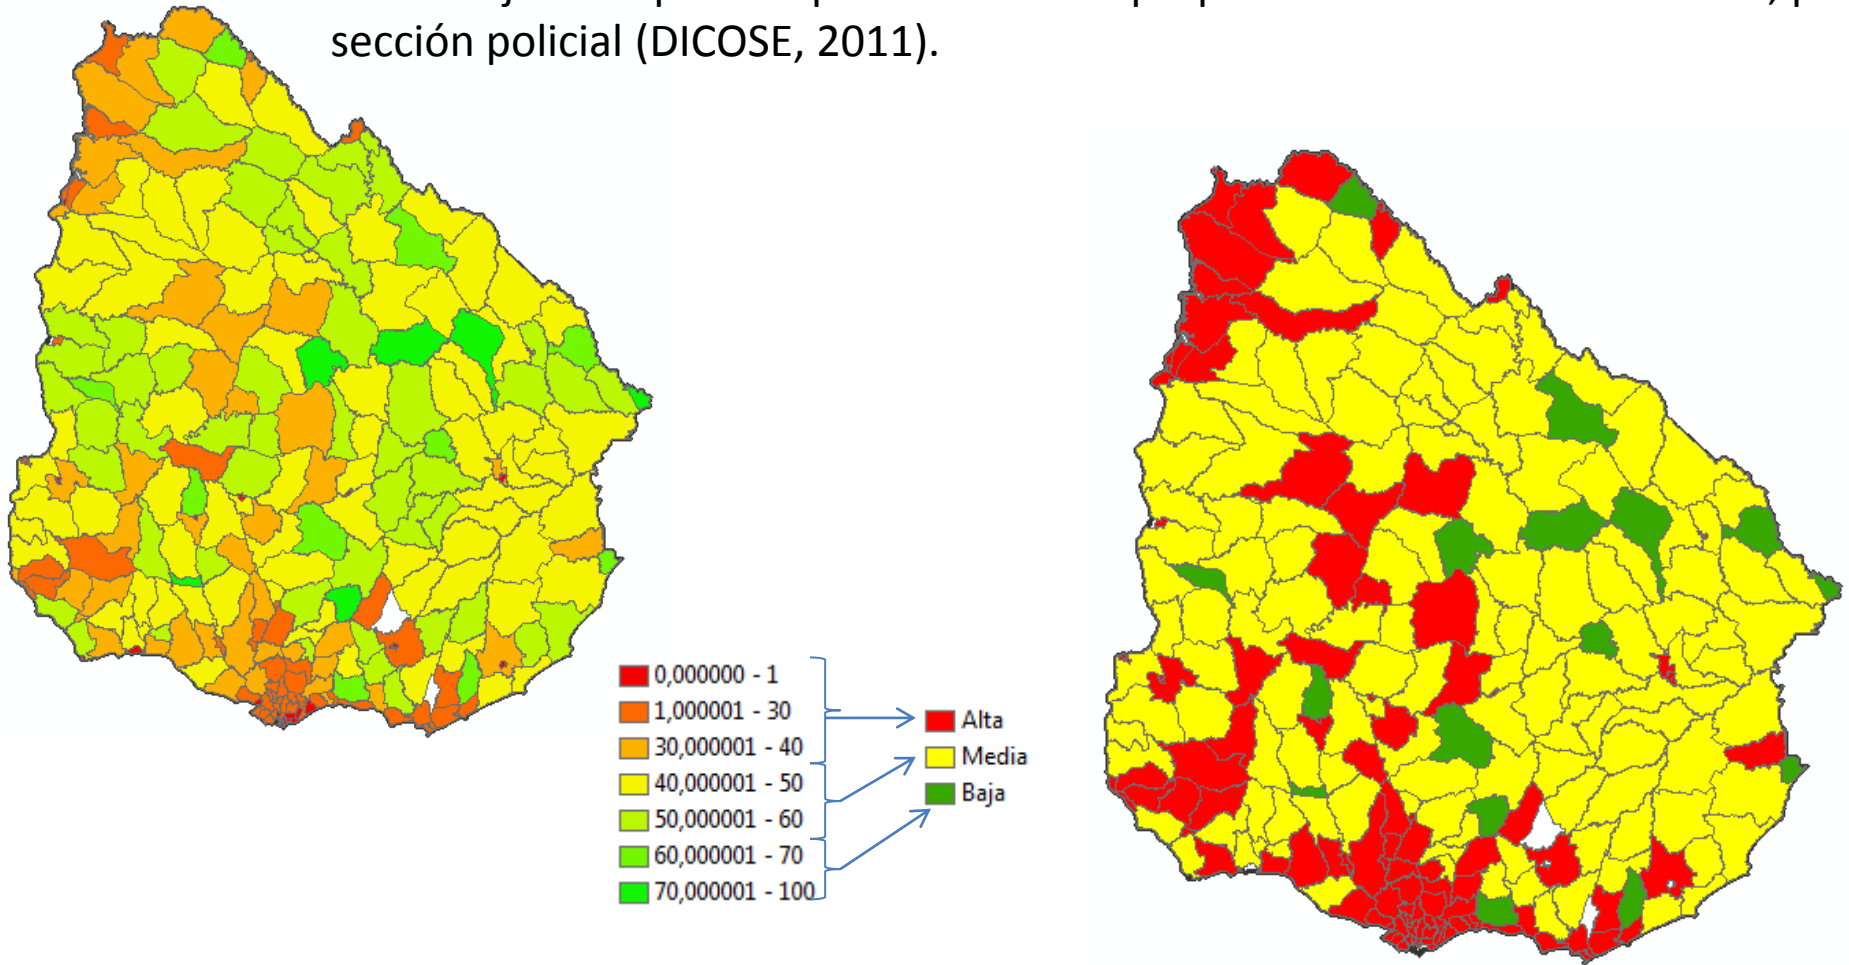 sección policial (DICOSE, 2011).
0,000000 - 1
1,000001 - 30
30,000001 - 40
40,000001 - 50
50,000001 - 60
60,000001 - 70
70,000001 - 100
Alta
Media
Baja